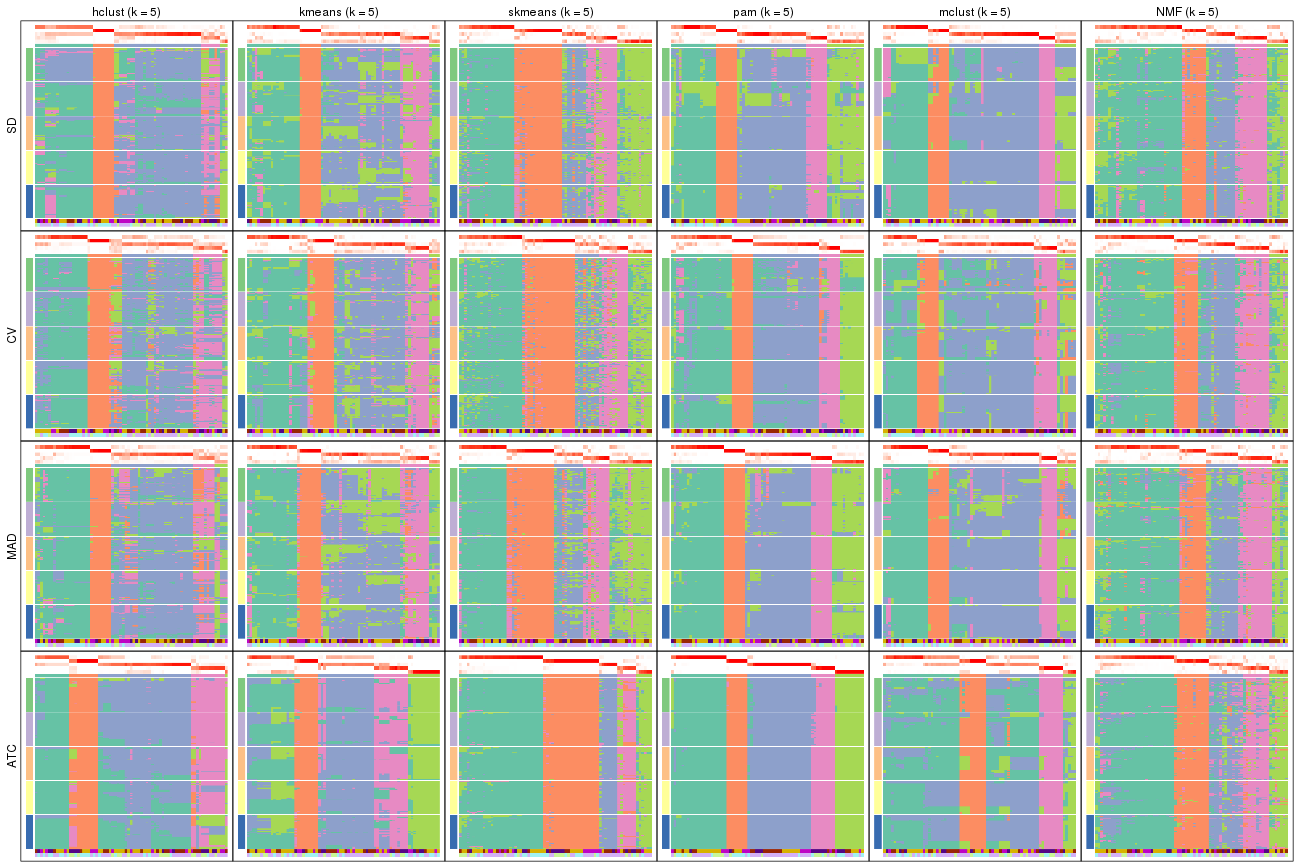 hclust (k = 5)
kmeans (k = 5)
skmeans (k = 5)
pam (k = 5)
mclust (k = 5)
NMF (k = 5)
SD
CV
MAD
ATC